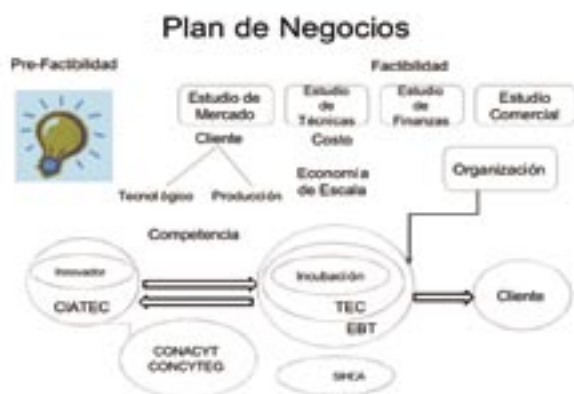 Plan de Negocios
Pre-Factibilidad
Factibilidad
Estudio de
Mercado
Estudio
de
Técnicas
Estudio
de
Finanzas
Estudio
Comercial
Cliente
Costo
Tecnológico
Producción
Economía
de Escala
Organización
Competencia
Innovador
CIATEC
Incubación
TEC
EBT
Cliente
CONACYT
CONCYTEG